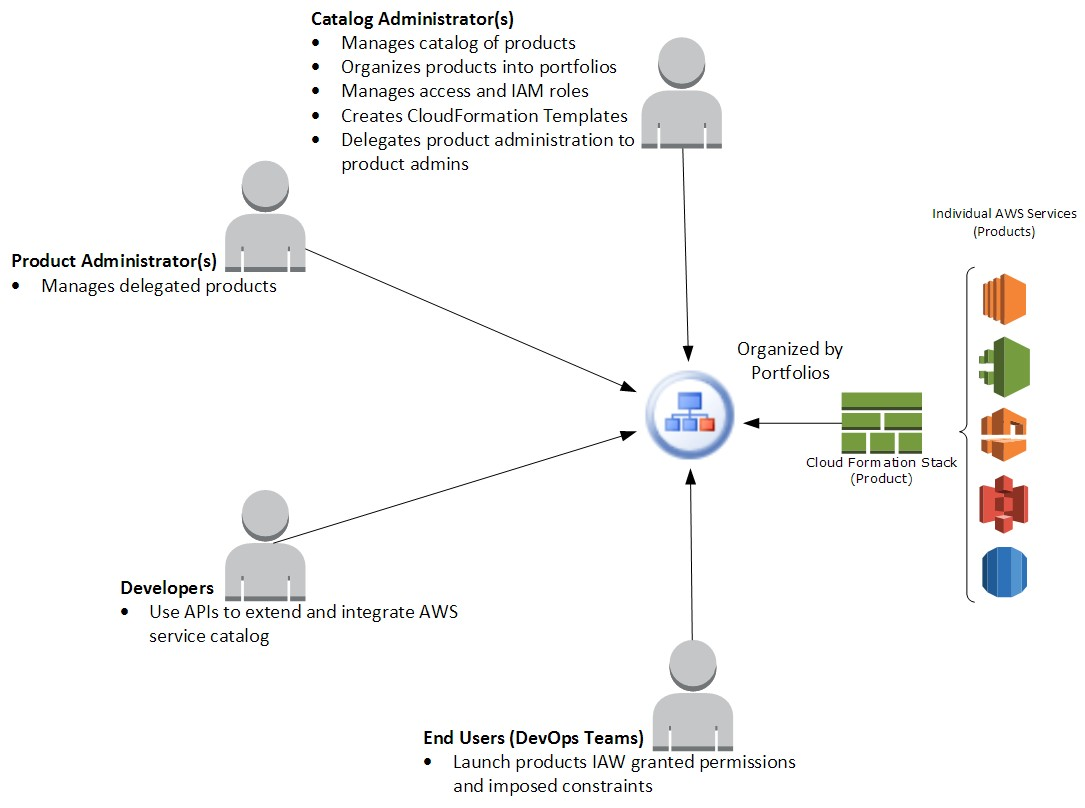 Catalog Administrator(s)
• Manages catalog of products
• Organizes products into portfolios
• Manages access and IAM roles
• Creates CloudFormation Templates
• Delegates product administration to
product admins
Product Administrator(s)
• Manages delegated products
Individual AWS Services
(Products)
Organized by
Portfolios
Cloud Formation Stack
(Product)
Developers
• Use APIs to extend and integrate AWS
service catalog
End Users (DevOps Teams)
• Launch products IAW granted permissions
and imposed constraints